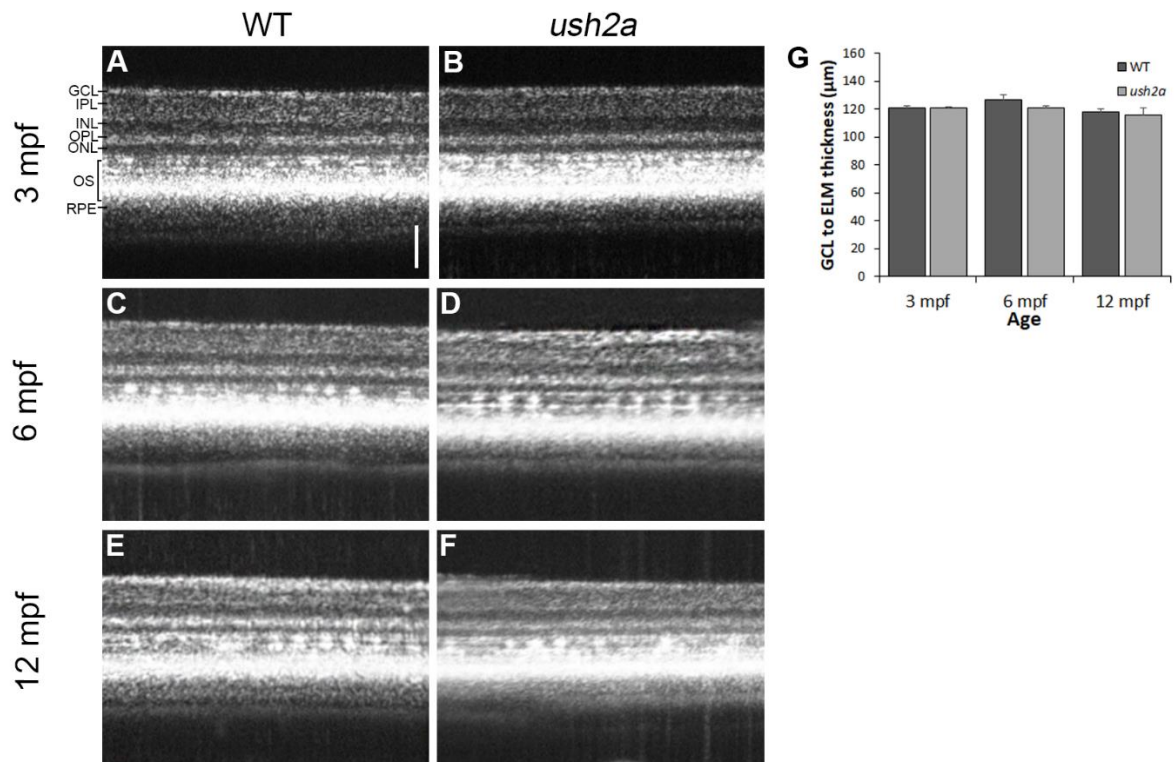 WT
ush2a
3 mpf
A
GCL
IPL
INL
OPL
ONL
OS
RPE
B
6 mpf
C
D
12 mpf
E
F
G
GCL to ELM thickness (µm)
160
140
120
100
80
60
40
20
0
WT
ush2a
3 mpf
6 mpf
12 mpf
Age